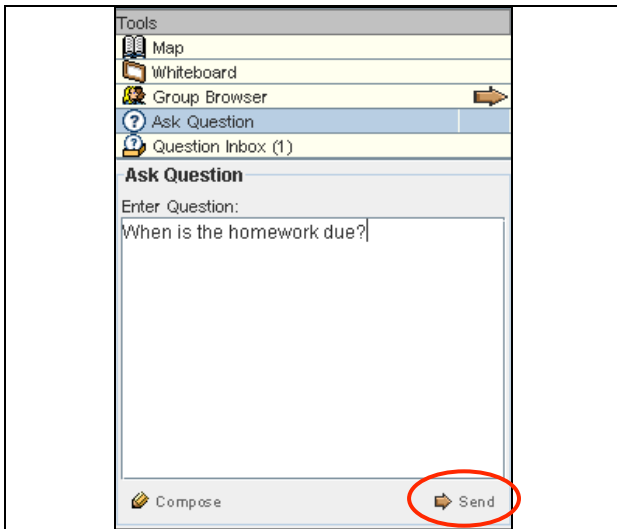 Tools
Map
Whiteboard
Group Browser
Ask Question
Question Inbox (1)
Ask Question
Enter Question:
When is the homework due?
Compose Send